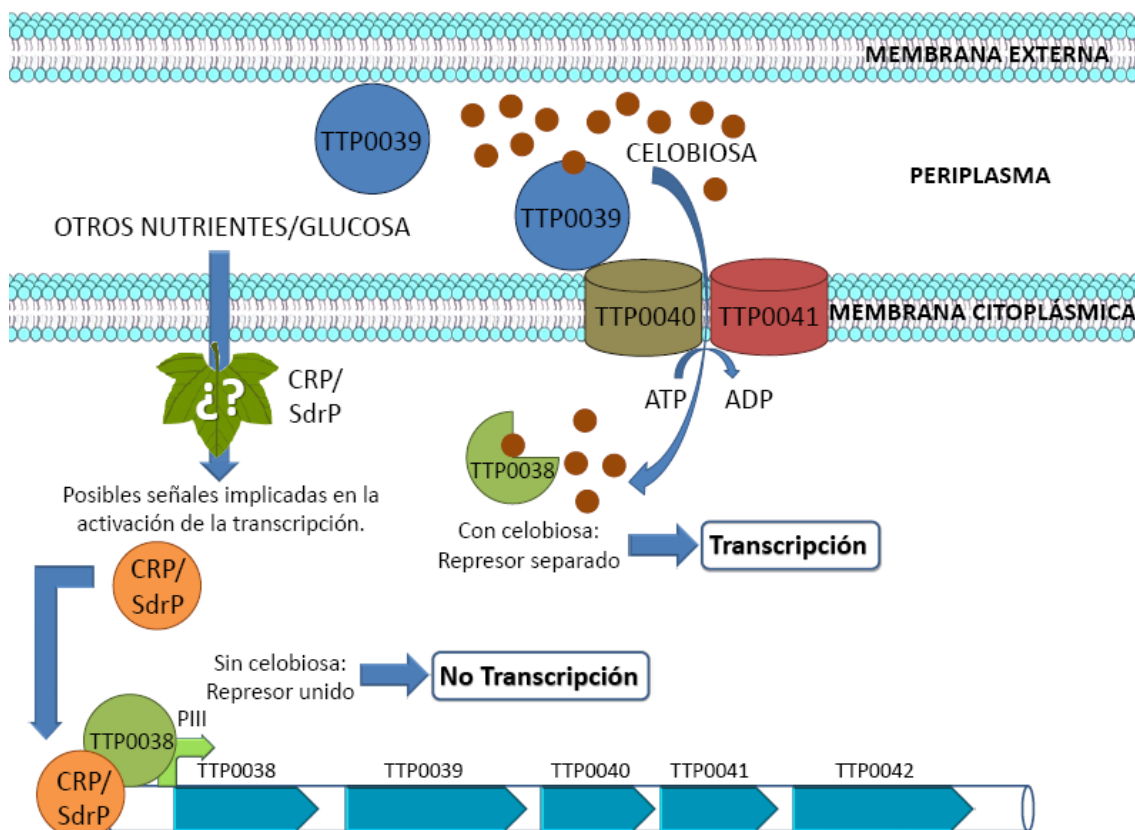 MEMBRANA EXTERNA
TTP0039
CELOBIOSA
PERIPLASMA
TTP0039
OTROS NUTRIENTES/GLUCOSA
TTP0040
TTP0041
MEMBRANA CITOPLÁSMICA
¿?
CRP/
SdrP
ATP
ADP
TTP0038
Posibles señales implicadas en la
activación de la transcripción.
Con celobiosa:
Represor separado
Transcripción
CRP/
SdrP
Sin celobiosa:
Represor unido
No Transcripción
PIII
TTP0038
CRP/
SdrP
TTP0038
TTP0039
TTP0040
TTP0041
TTP0042